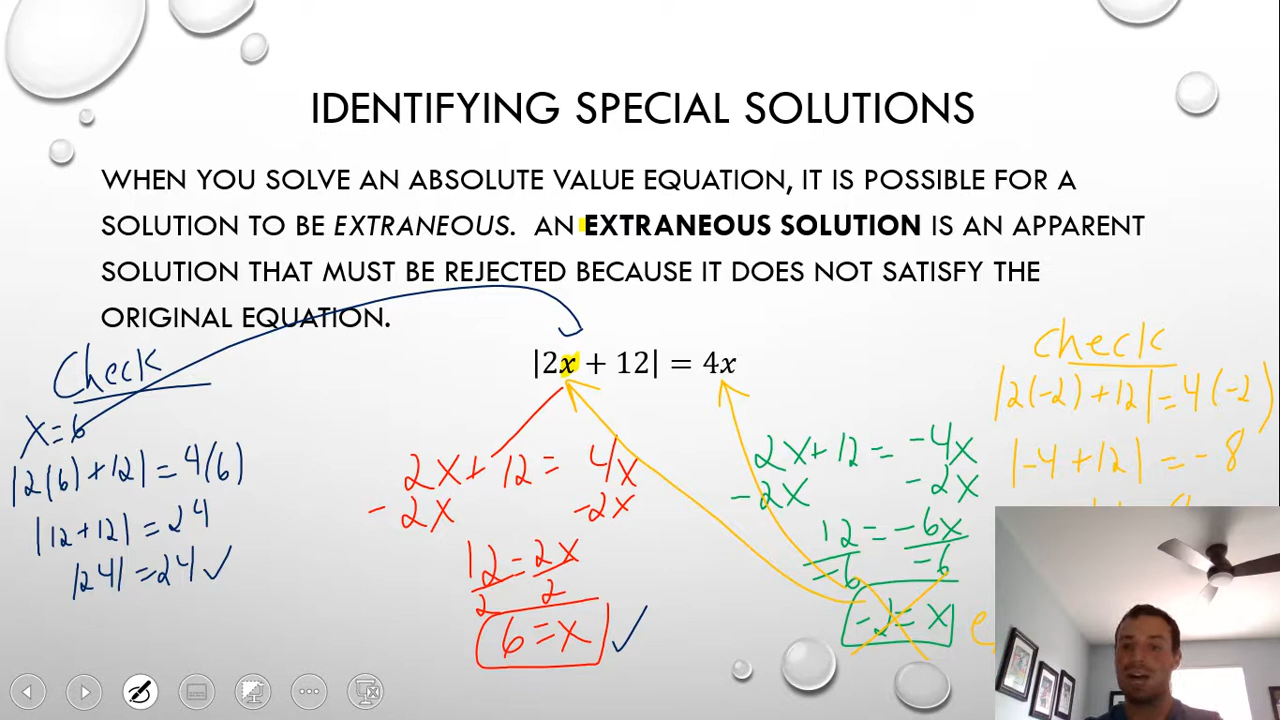 IDENTIFYING SPECIAL SOLUTIONS
WHEN YOU SOLVE AN ABSOLUTE VALUE EQUATION, IT IS POSSIBLE FOR A
SOLUTION TO BE EXTRANEOUS. AN EXTRANEOUS SOLUTION IS AN APPARENT
SOLUTION THAT MUST BE REJECTED BECAUSE IT DOES NOT SATISFY THE
ORIGINAL EQUATION.
|2x + 12| = 4x
Check
x=6
|2(6)+12|=4(6)
|12+12|=24
|24|=24✓
2x+12=4x
-2x -2x
12=2x
2 2
6=x ✓
2x+12=-4x
-2x -2x
12=-6x
-6 -6
-2=x
Check
|2(-2)+12|=4(-2)
|-4+12|=-8